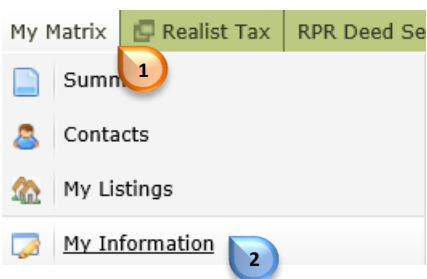 My Matrix Realist Tax RPR Deed Se
1
Summ
Contacts
My Listings
My Information
2